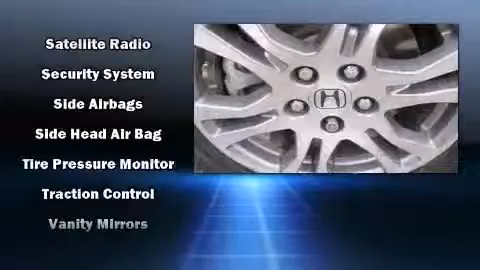 Satellite Radio
Security System
Side Airbags
Side Head Air Bag
Tire Pressure Monitor
Traction Control
Vanity Mirrors